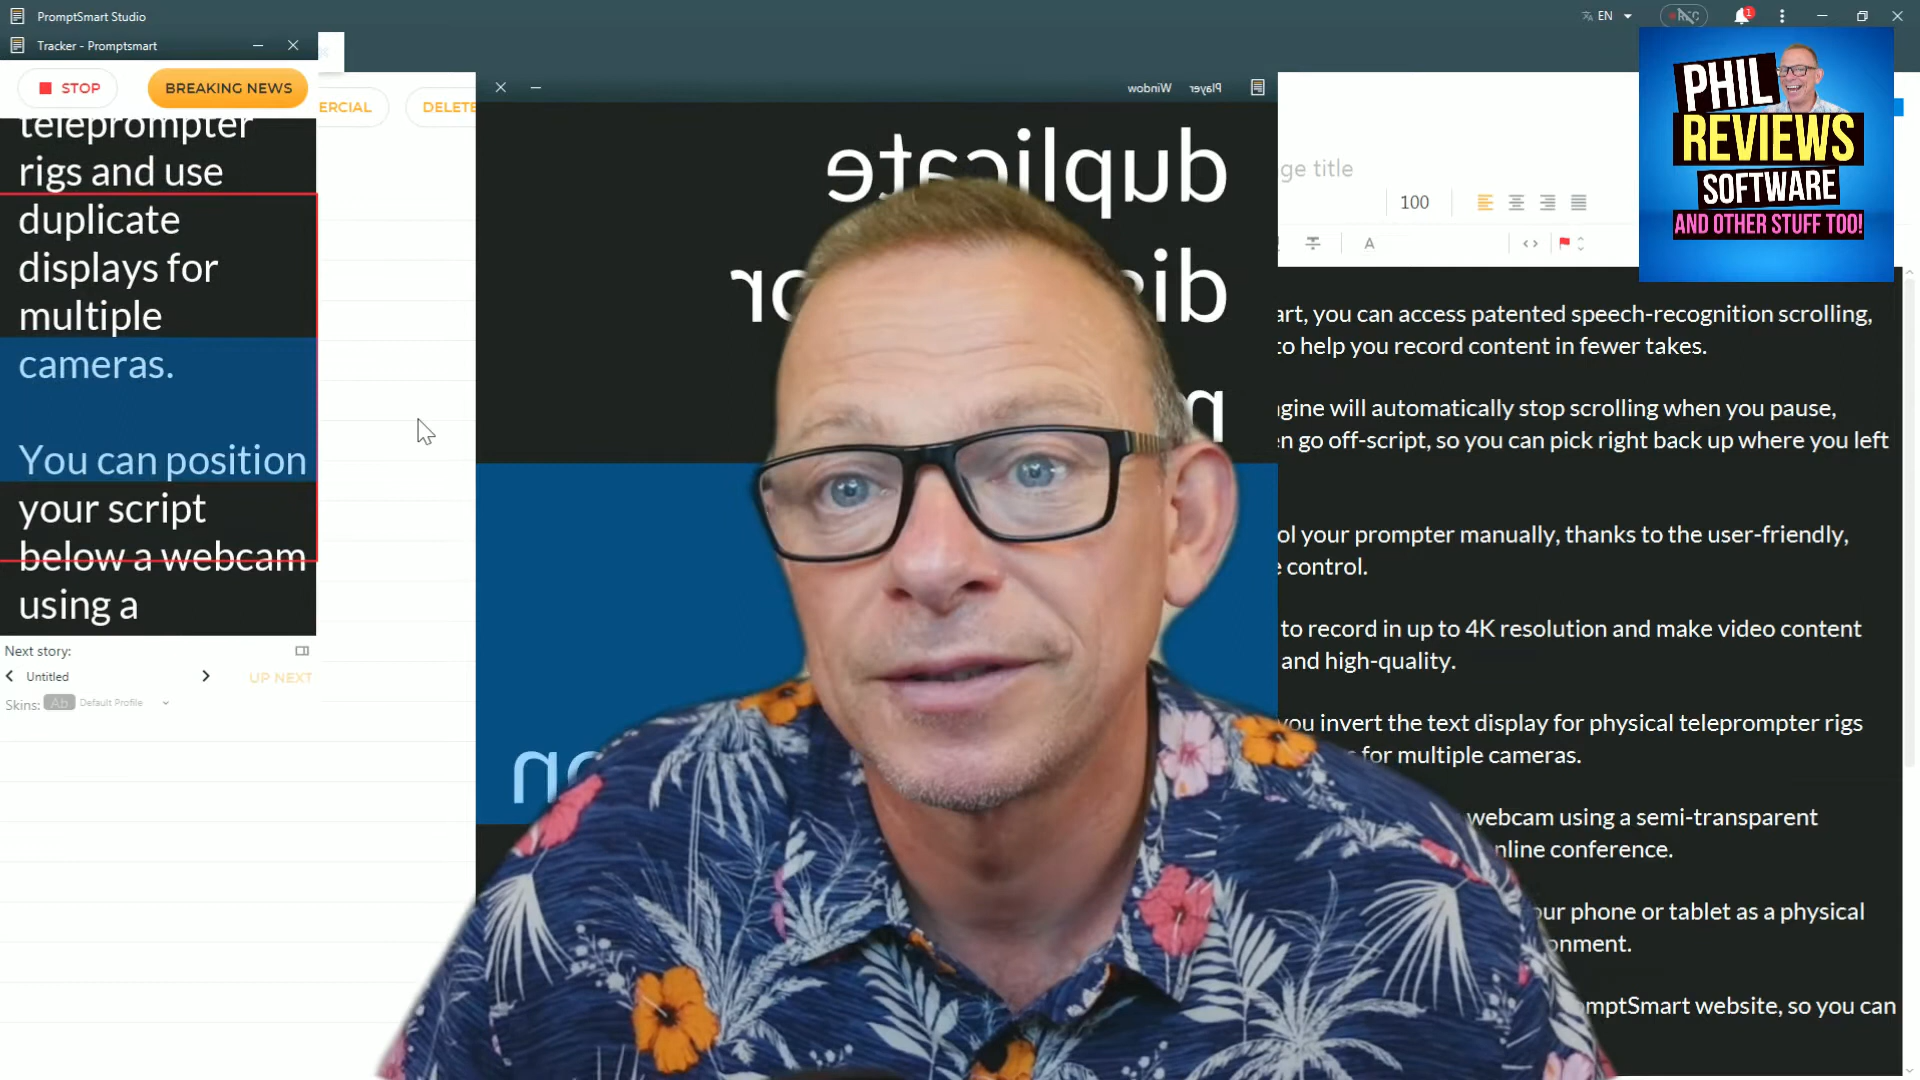 PromptSmart Studio
EN
REC
1
Tracker - Promptsmart
STOP
BREAKING NEWS
teleprompter
rigs and use
duplicate
displays for
multiple
cameras.
You can position
your script
below a webcam
using a
Next story:
Untitled
UP NEXT
Skins: Ab Default Profile
ERCIAL
DELETE
Player Window
duplicate
ge title
100
A
art, you can access patented speech-recognition scrolling,
to help you record content in fewer takes.
gine will automatically stop scrolling when you pause,
en go off-script, so you can pick right back up where you left
ol your prompter manually, thanks to the user-friendly,
e control.
to record in up to 4K resolution and make video content
and high-quality.
you invert the text display for physical teleprompter rigs
for multiple cameras.
webcam using a semi-transparent
nline conference.
our phone or tablet as a physical
onment.
omptSmart website, so you can
PHIL
REVIEWS
SOFTWARE
AND OTHER STUFF TOO!